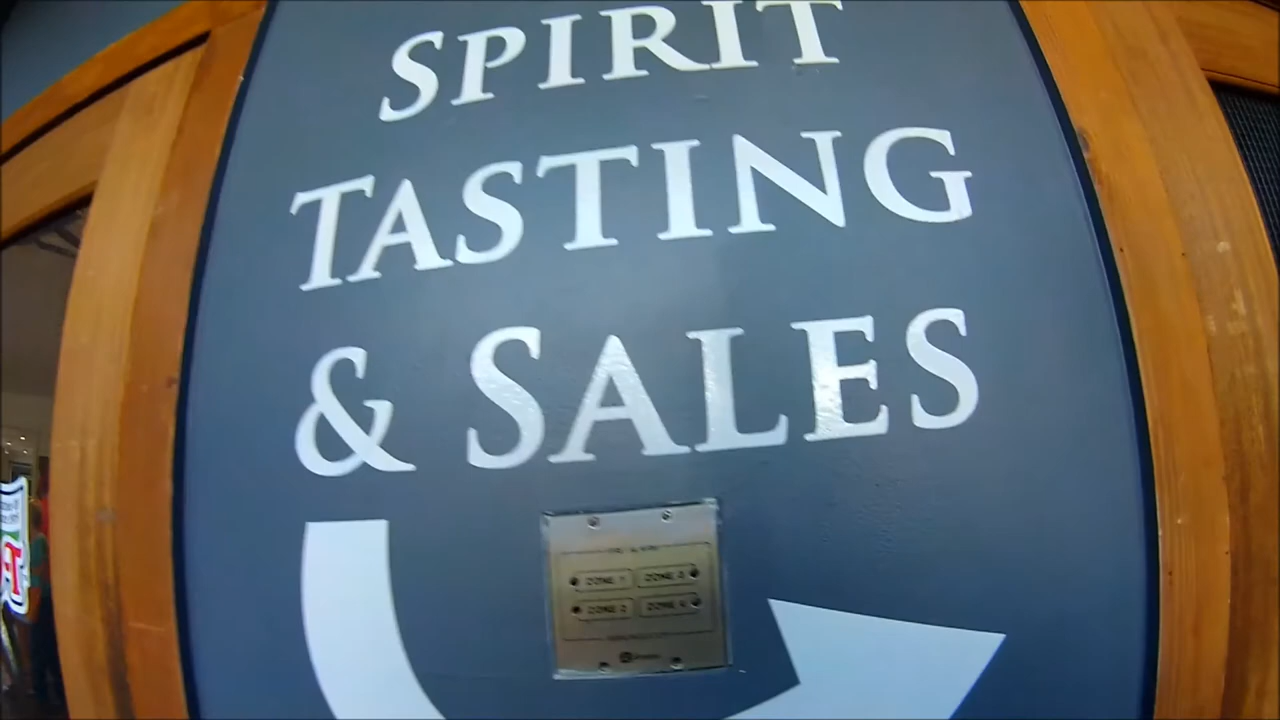 SPIRIT
TASTING
& SALES
ZONE 1
ZONE 3
ZONE 2
ZONE 4